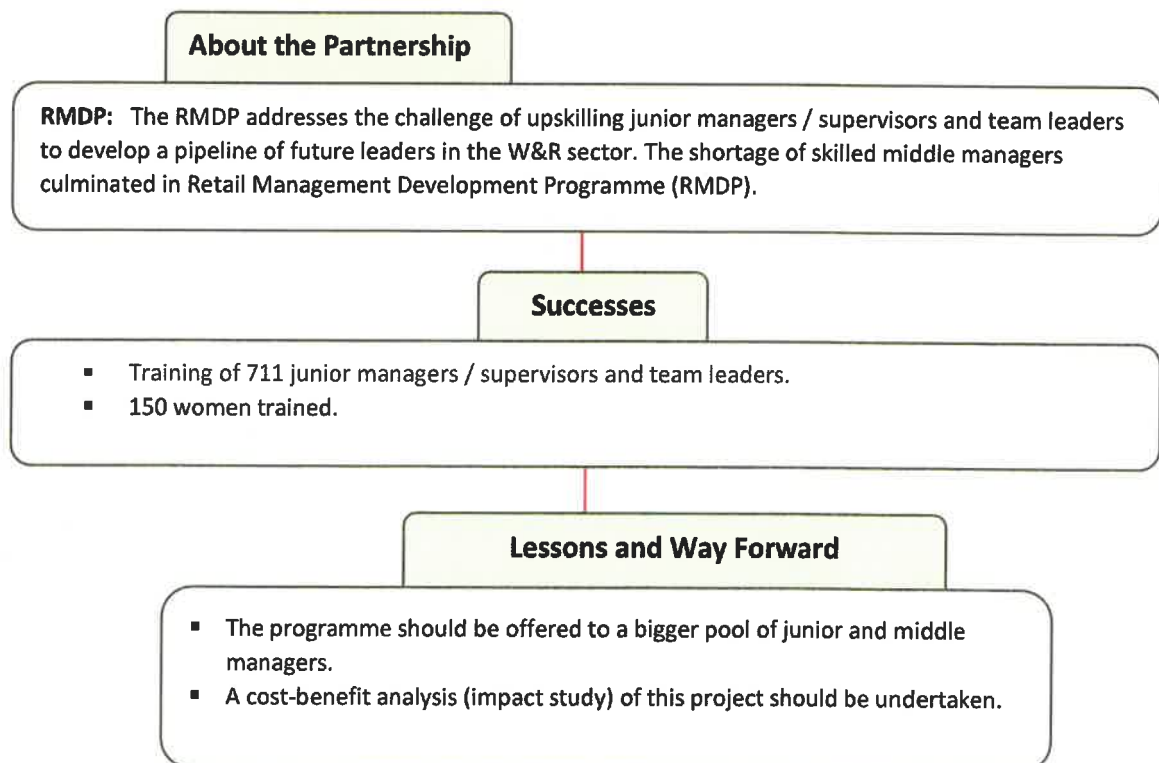 About the Partnership
RMDP: The RMDP addresses the challenge of upskilling junior managers / supervisors and team leaders
to develop a pipeline of future leaders in the W&R sector. The shortage of skilled middle managers
culminated in Retail Management Development Programme (RMDP).
Successes
▪ Training of 711 junior managers / supervisors and team leaders.
▪ 150 women trained.
Lessons and Way Forward
▪ The programme should be offered to a bigger pool of junior and middle
managers.
▪ A cost-benefit analysis (impact study) of this project should be undertaken.